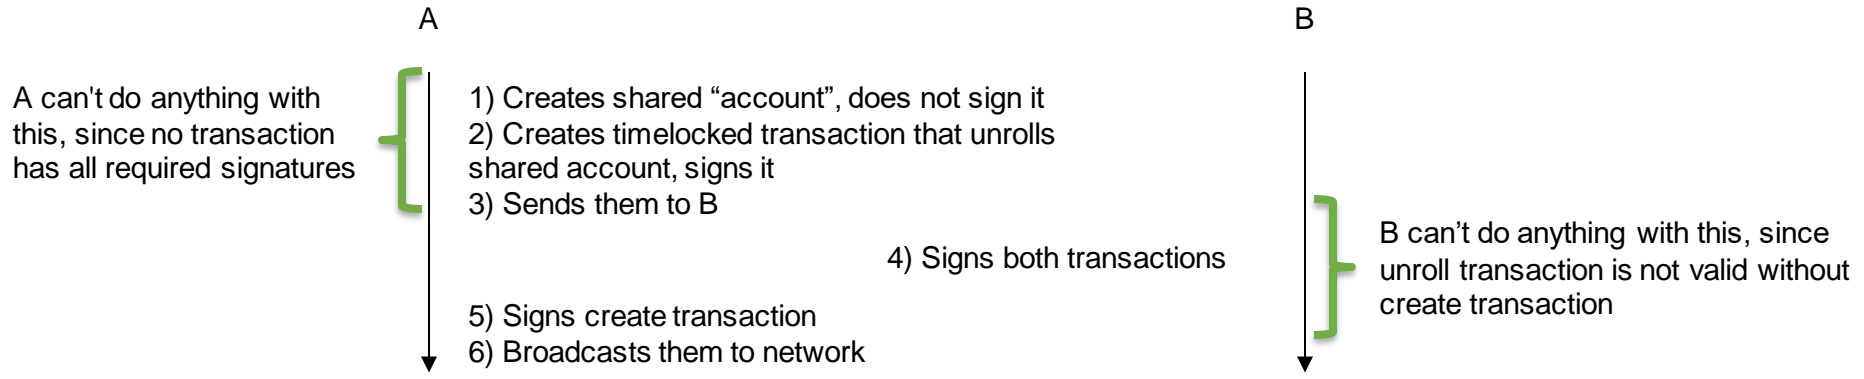 A
B
A can't do anything with
this, since no transaction
has all required signatures
1) Creates shared “account”, does not sign it
2) Creates timelocked transaction that unrolls
shared account, signs it
3) Sends them to B
4) Signs both transactions
5) Signs create transaction
6) Broadcasts them to network
B can’t do anything with this, since
unroll transaction is not valid without
create transaction